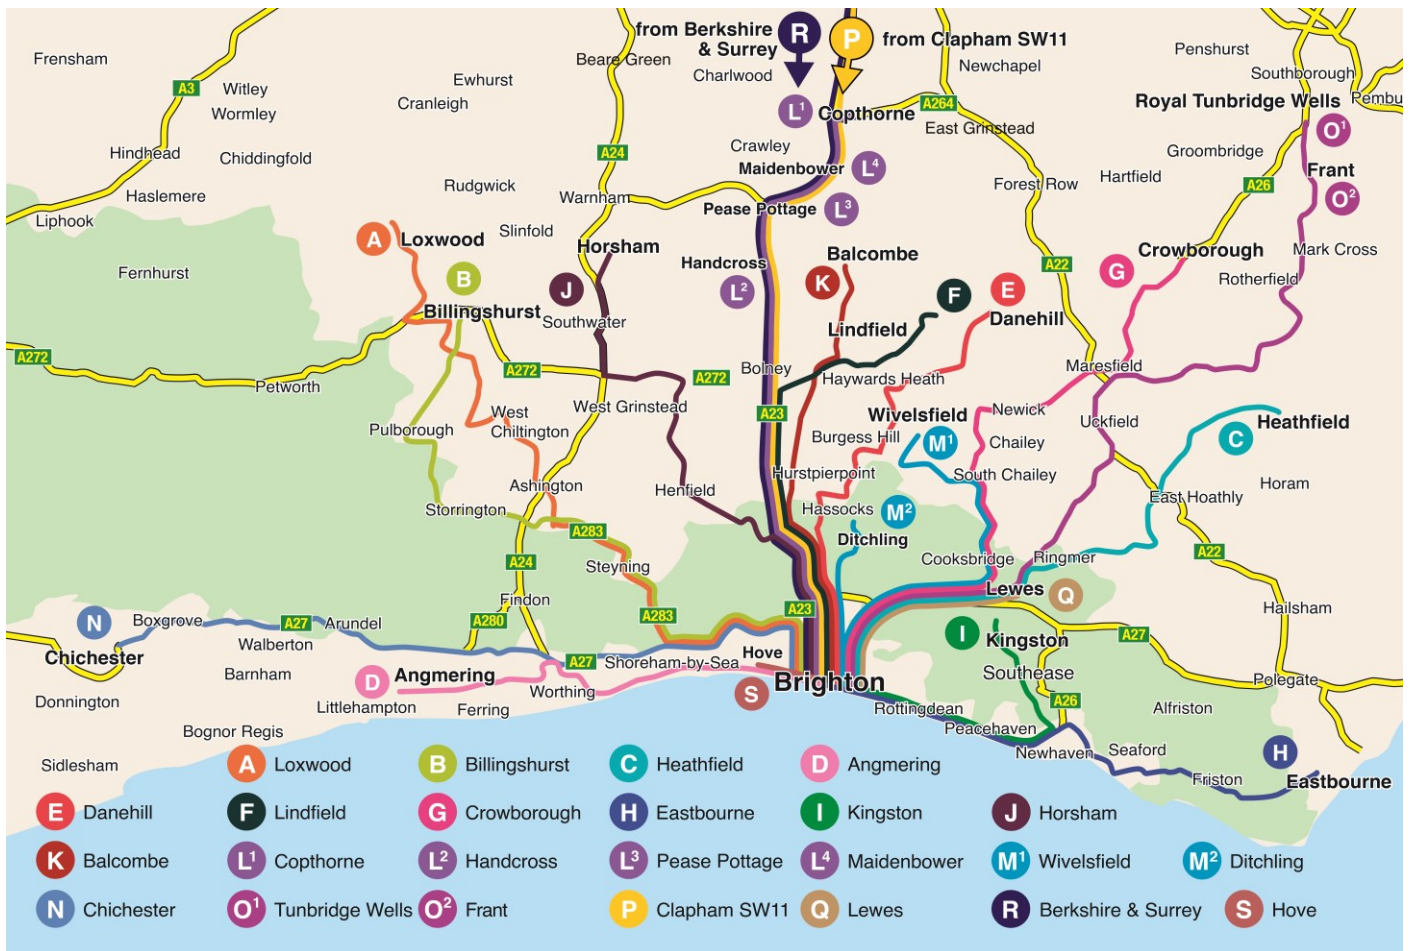 from Berkshire
& Surrey
R
P
from Clapham SW11
Penshurst
Frensham
Beare Green
Newchapel
Southborough
Charlwood
Ewhurst
A3
Witley
Cranleigh
Wormley
L1
Copthorne
A264
Royal Tunbridge Wells
Pembu
East Grinstead
O1
Crawley
Hindhead
Chiddingfold
A24
Groombridge
Maidenbower
L4
Frant
Hartfield
A26
Rudgwick
Forest Row
Haslemere
Warnham
O2
Pease Pottage
L3
Liphook
Slinfold
A
Loxwood
Horsham
Balcombe
Crowborough
Mark Cross
Handcross
Fernhurst
B
A22
G
Rotherfield
J
L2
K
F
E
Billingshurst
Southwater
Lindfield
Danehill
A272
Bolney
Maresfield
A272
A272
Haywards Heath
Petworth
West
Chiltington
West Grinstead
A23
Wivelsfield
Newick
Heathfield
Uckfield
Pulborough
Burgess Hill
M1
Chailey
C
Hurstpierpoint
South Chailey
Ashington
Henfield
Horam
East Hoathly
Storrington
Hassocks
M2
A283
Ditchling
A22
Steyning
A24
Cooksbridge
Ringmer
Lewes
Q
Findon
A23
Hailsham
N
Boxgrove
A27
Arundel
A280
A283
I
Kingston
A27
Walberton
Chichester
Hove
A27
Shoreham-by-Sea
Southease
Barnham
D
Angmering
Brighton
Polegate
Worthing
S
Donnington
Littlehampton
Ferring
Rottingdean
A26
Alfriston
Bognor Regis
Peacehaven
Newhaven
Seaford
H
Sidlesham
Friston
Eastbourne
A Loxwood
B Billingshurst
C Heathfield
D Angmering
E Danehill
F Lindfield
G Crowborough
H Eastbourne
I Kingston
J Horsham
K Balcombe
L1 Copthorne
L2 Handcross
L3 Pease Pottage
L4 Maidenbower
M1 Wivelsfield
M2 Ditchling
N Chichester
O1 Tunbridge Wells
O2 Frant
P Clapham SW11
Q Lewes
R Berkshire & Surrey
S Hove